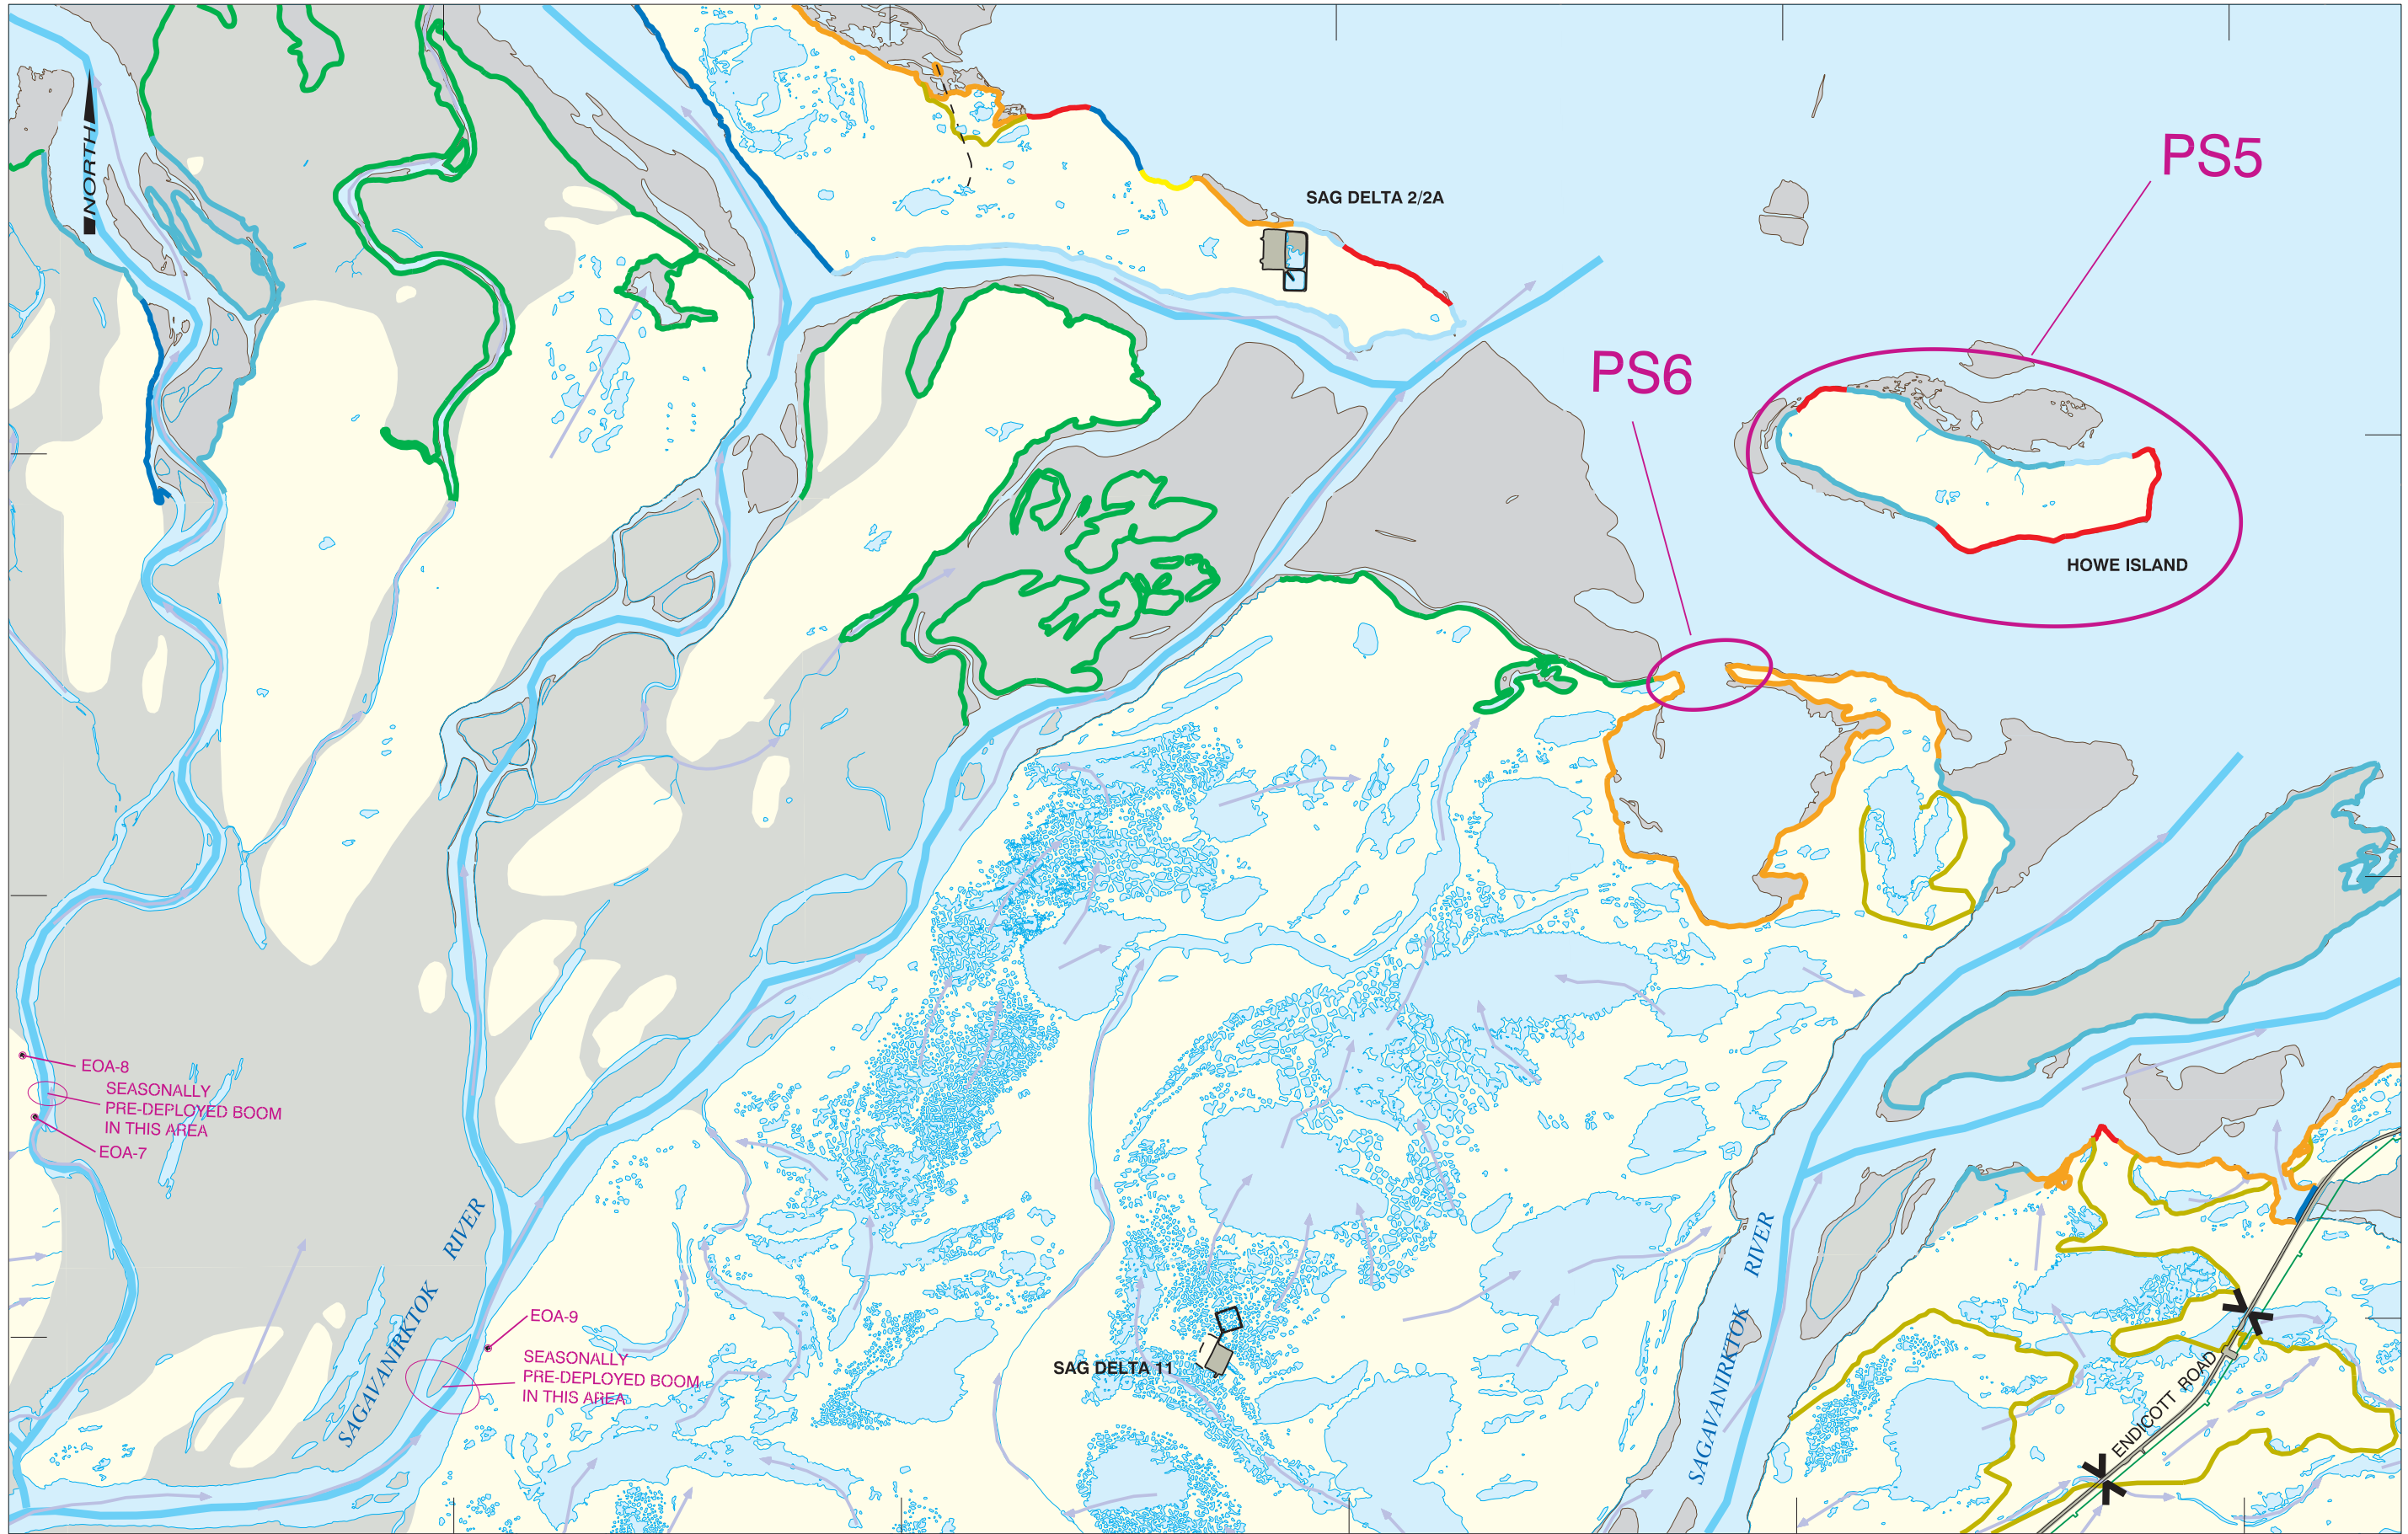 NORTH
PS5
SAG DELTA 2/2A
PS6
HOWE ISLAND
EOA-8
SEASONALLY
PRE-DEPLOYED BOOM
IN THIS AREA
EOA-7
SAGAVANIRKTOK RIVER
EOA-9
SEASONALLY
PRE-DEPLOYED BOOM
IN THIS AREA
SAG DELTA 11
SAGAVANIRKTOK RIVER
ENDICOTT ROAD